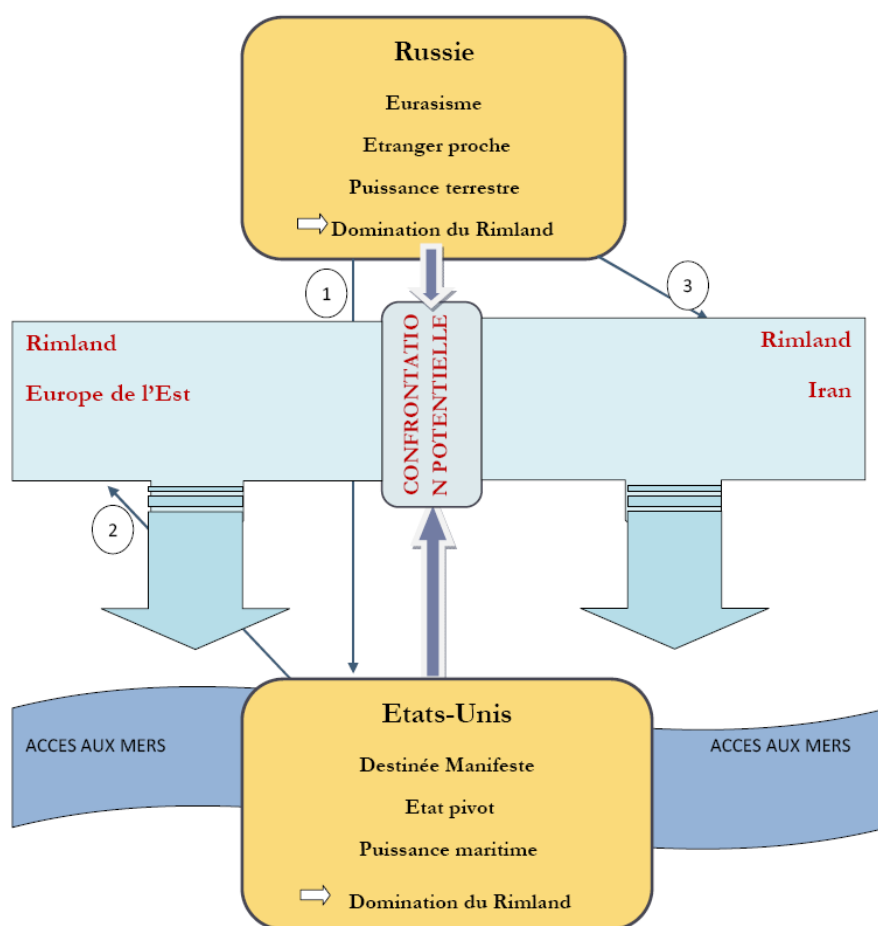 Russie
Eurasisme
Etranger proche
Puissance terrestre
Domination du Rimland
1
3
Rimland
Europe de l’Est
CONFRONTATIO
N POTENTIELLE
Rimland
Iran
2
Etats-Unis
Destinée Manifeste
Etat pivot
Puissance maritime
Domination du Rimland
ACCES AUX MERS
ACCES AUX MERS